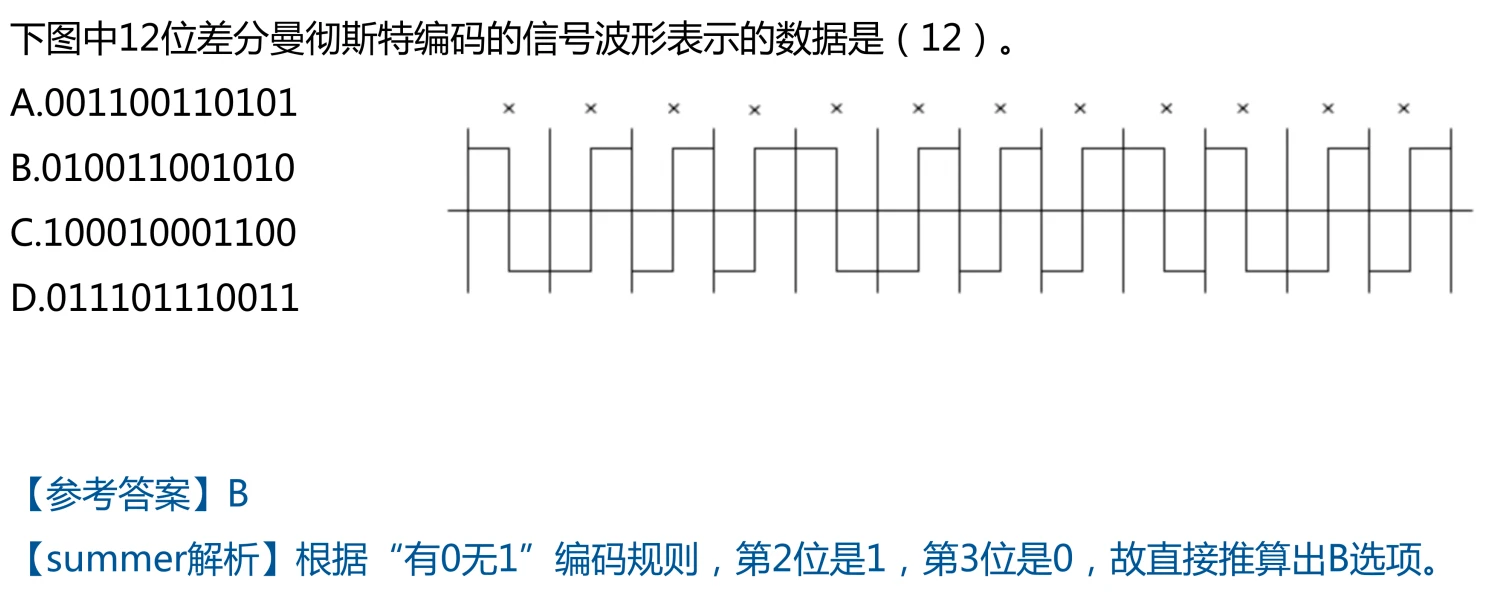 下图中12位差分曼彻斯特编码的信号波形表示的数据是（12）。
A.001100110101
B.010011001010
C.100010001100
D.011101110011
× × × × × × × × × × × ×
【参考答案】B
【summer解析】根据“有0无1”编码规则，第2位是1，第3位是0，故直接推算出B选项。